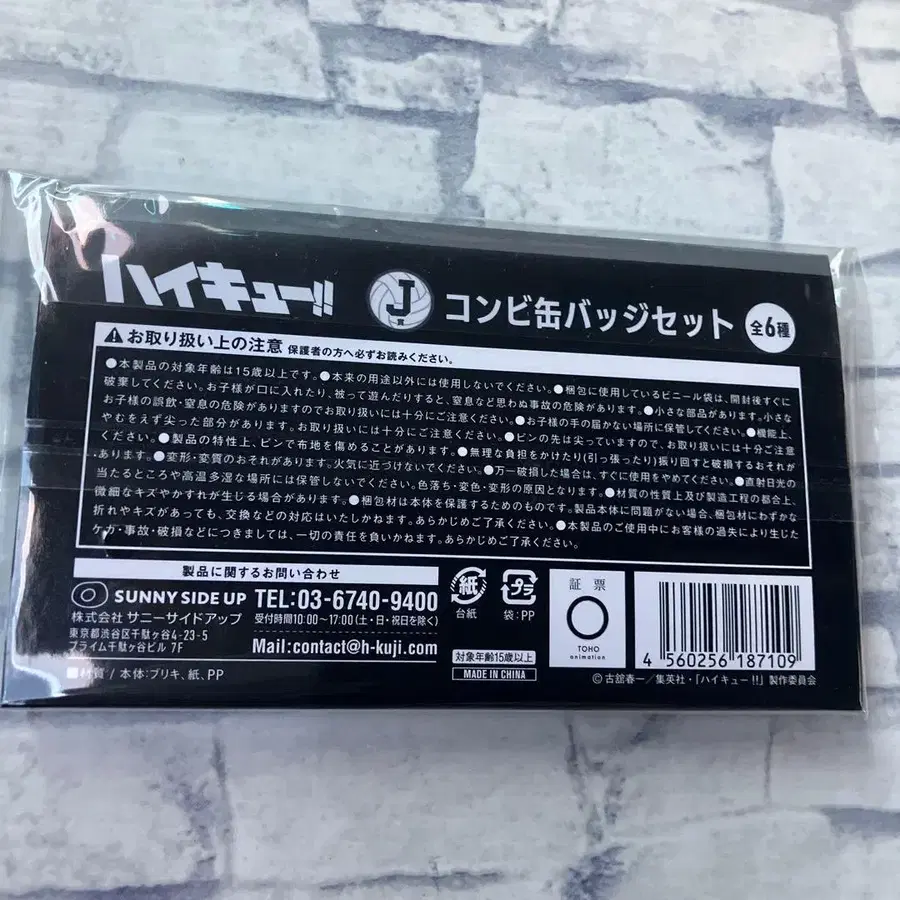 ハイキュー!!
J賞
コンビ缶バッジセット
全6種
お取り扱い上の注意 保護者の方へ必ずお読みください。
●本製品の対象年齢は15歳以上です。●本来の用途以外には使用しないでください。●梱包に使用しているビニール袋は、開封後すぐに
破棄してください。お子様が口に入れたり、被って遊んだりすると、窒息など思わぬ事故の危険があります。●小さな部品があります。小さな
お子様の誤飲・窒息の危険がありますのでお取り扱いには十分にご注意ください。●お子様の手の届かない場所に保管してください。●機能上、
やむをえず尖った部分があります。お取り扱いには十分にご注意ください。●ピンの先は尖っていますので、お取り扱いには十分ご注意
ください。●製品の特性上、ピンで布地を傷めることがあります。●無理な負担をかけたり(引っ張ったり)振り回すと破損するおそれが
あります。●変形・変質のおそれがあります。火気に近づけないでください。●万一破損した場合は、すぐに使用をやめてください。●直射日光の
当たるところや高温多湿な場所には保管しないでください。色落ち・変色・変形の原因となります。●材質の性質上及び製造工程の都合上、
微細なキズやかすれが生じる場合があります。●梱包材は本体を保護するためのものです。製品本体に問題がない場合、梱包材にわずかな
折れやキズがあっても、交換などの対応はいたしかねます。あらかじめご了承ください。●本製品のご使用中にお客様の過失により生じた
ケガ・事故・破損などにつきましては、一切の責任を負いかねます。あらかじめご了承ください。
製品に関するお問い合わせ
SUNNY SIDE UP
株式会社 サニーサイドアップ
東京都渋谷区千駄ヶ谷4-23-5
プライム千駄ヶ谷ビル 7F
TEL:03-6740-9400
受付時間10:00〜17:00(土・日・祝日を除く)
Mail:contact@h-kuji.com
■材質 / 本体:ブリキ、紙、PP
紙
台紙
プラ
袋:PP
対象年齢15歳以上
MADE IN CHINA
証票
TOHO
animation
4 560256 187109
©古舘春一／集英社・「ハイキュー!!」製作委員会